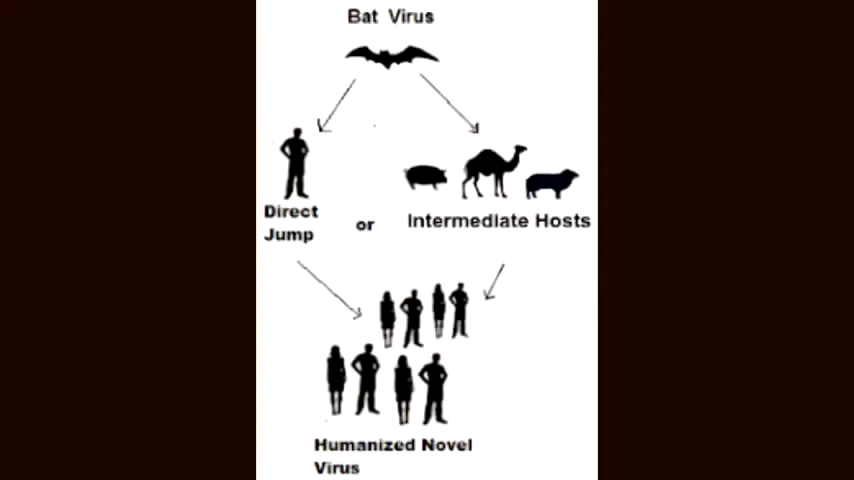 Bat Virus
Direct
Jump
or
Intermediate Hosts
Humanized Novel
Virus